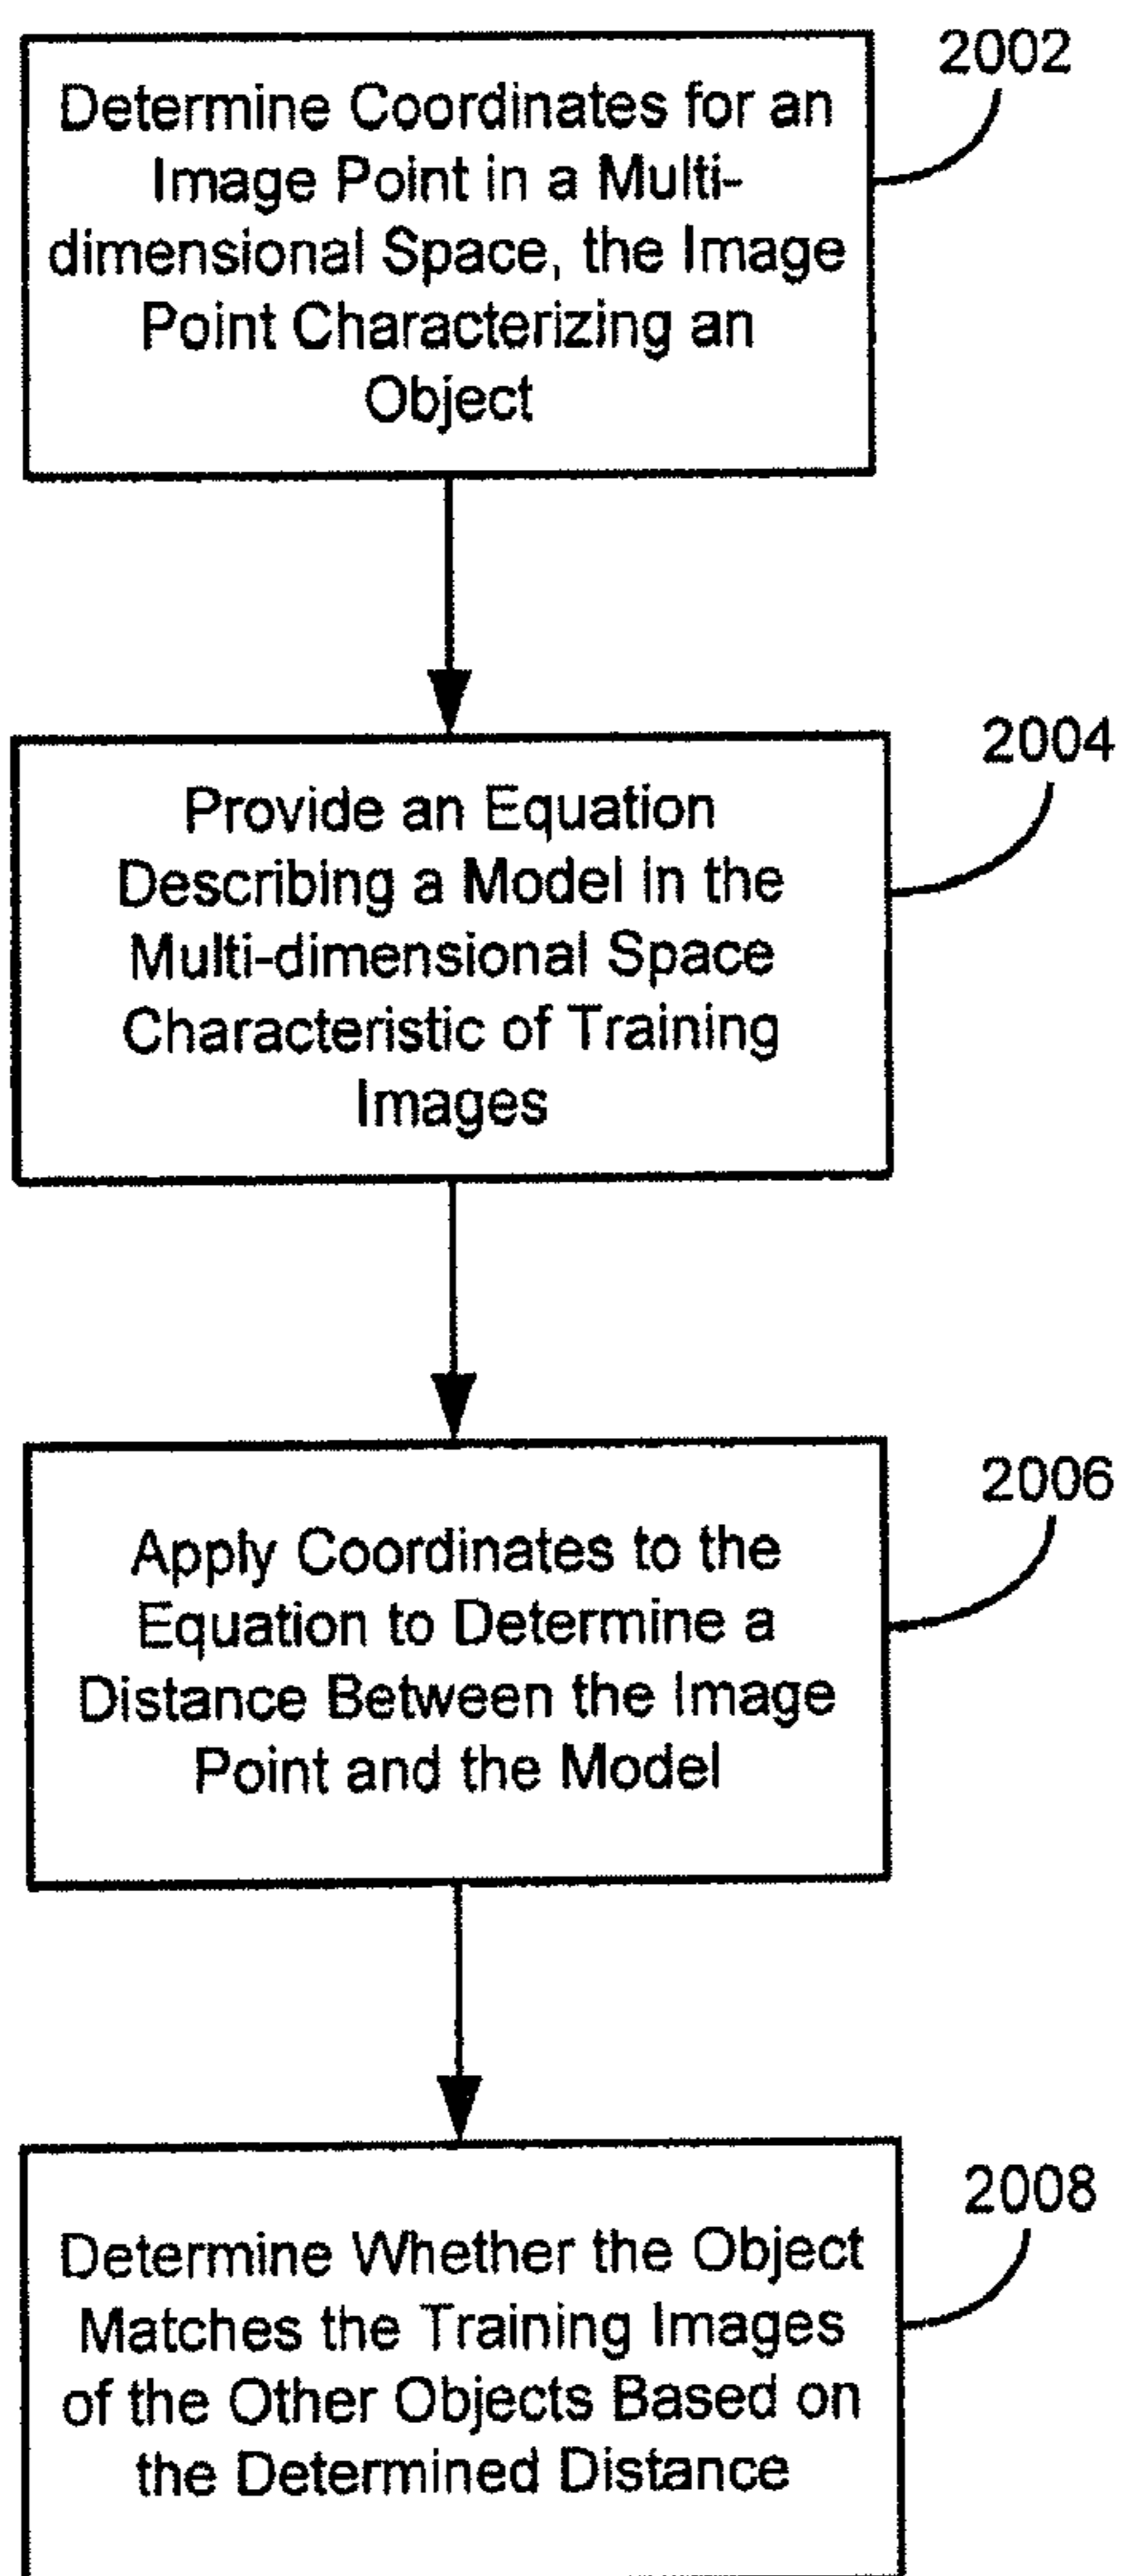 2002
Determine Coordinates for an
Image Point in a Multi-
dimensional Space, the Image
Point Characterizing an
Object
2004
Provide an Equation
Describing a Model in the
Multi-dimensional Space
Characteristic of Training
Images
2006
Apply Coordinates to the
Equation to Determine a
Distance Between the Image
Point and the Model
2008
Determine Whether the Object
Matches the Training Images
of the Other Objects Based on
the Determined Distance